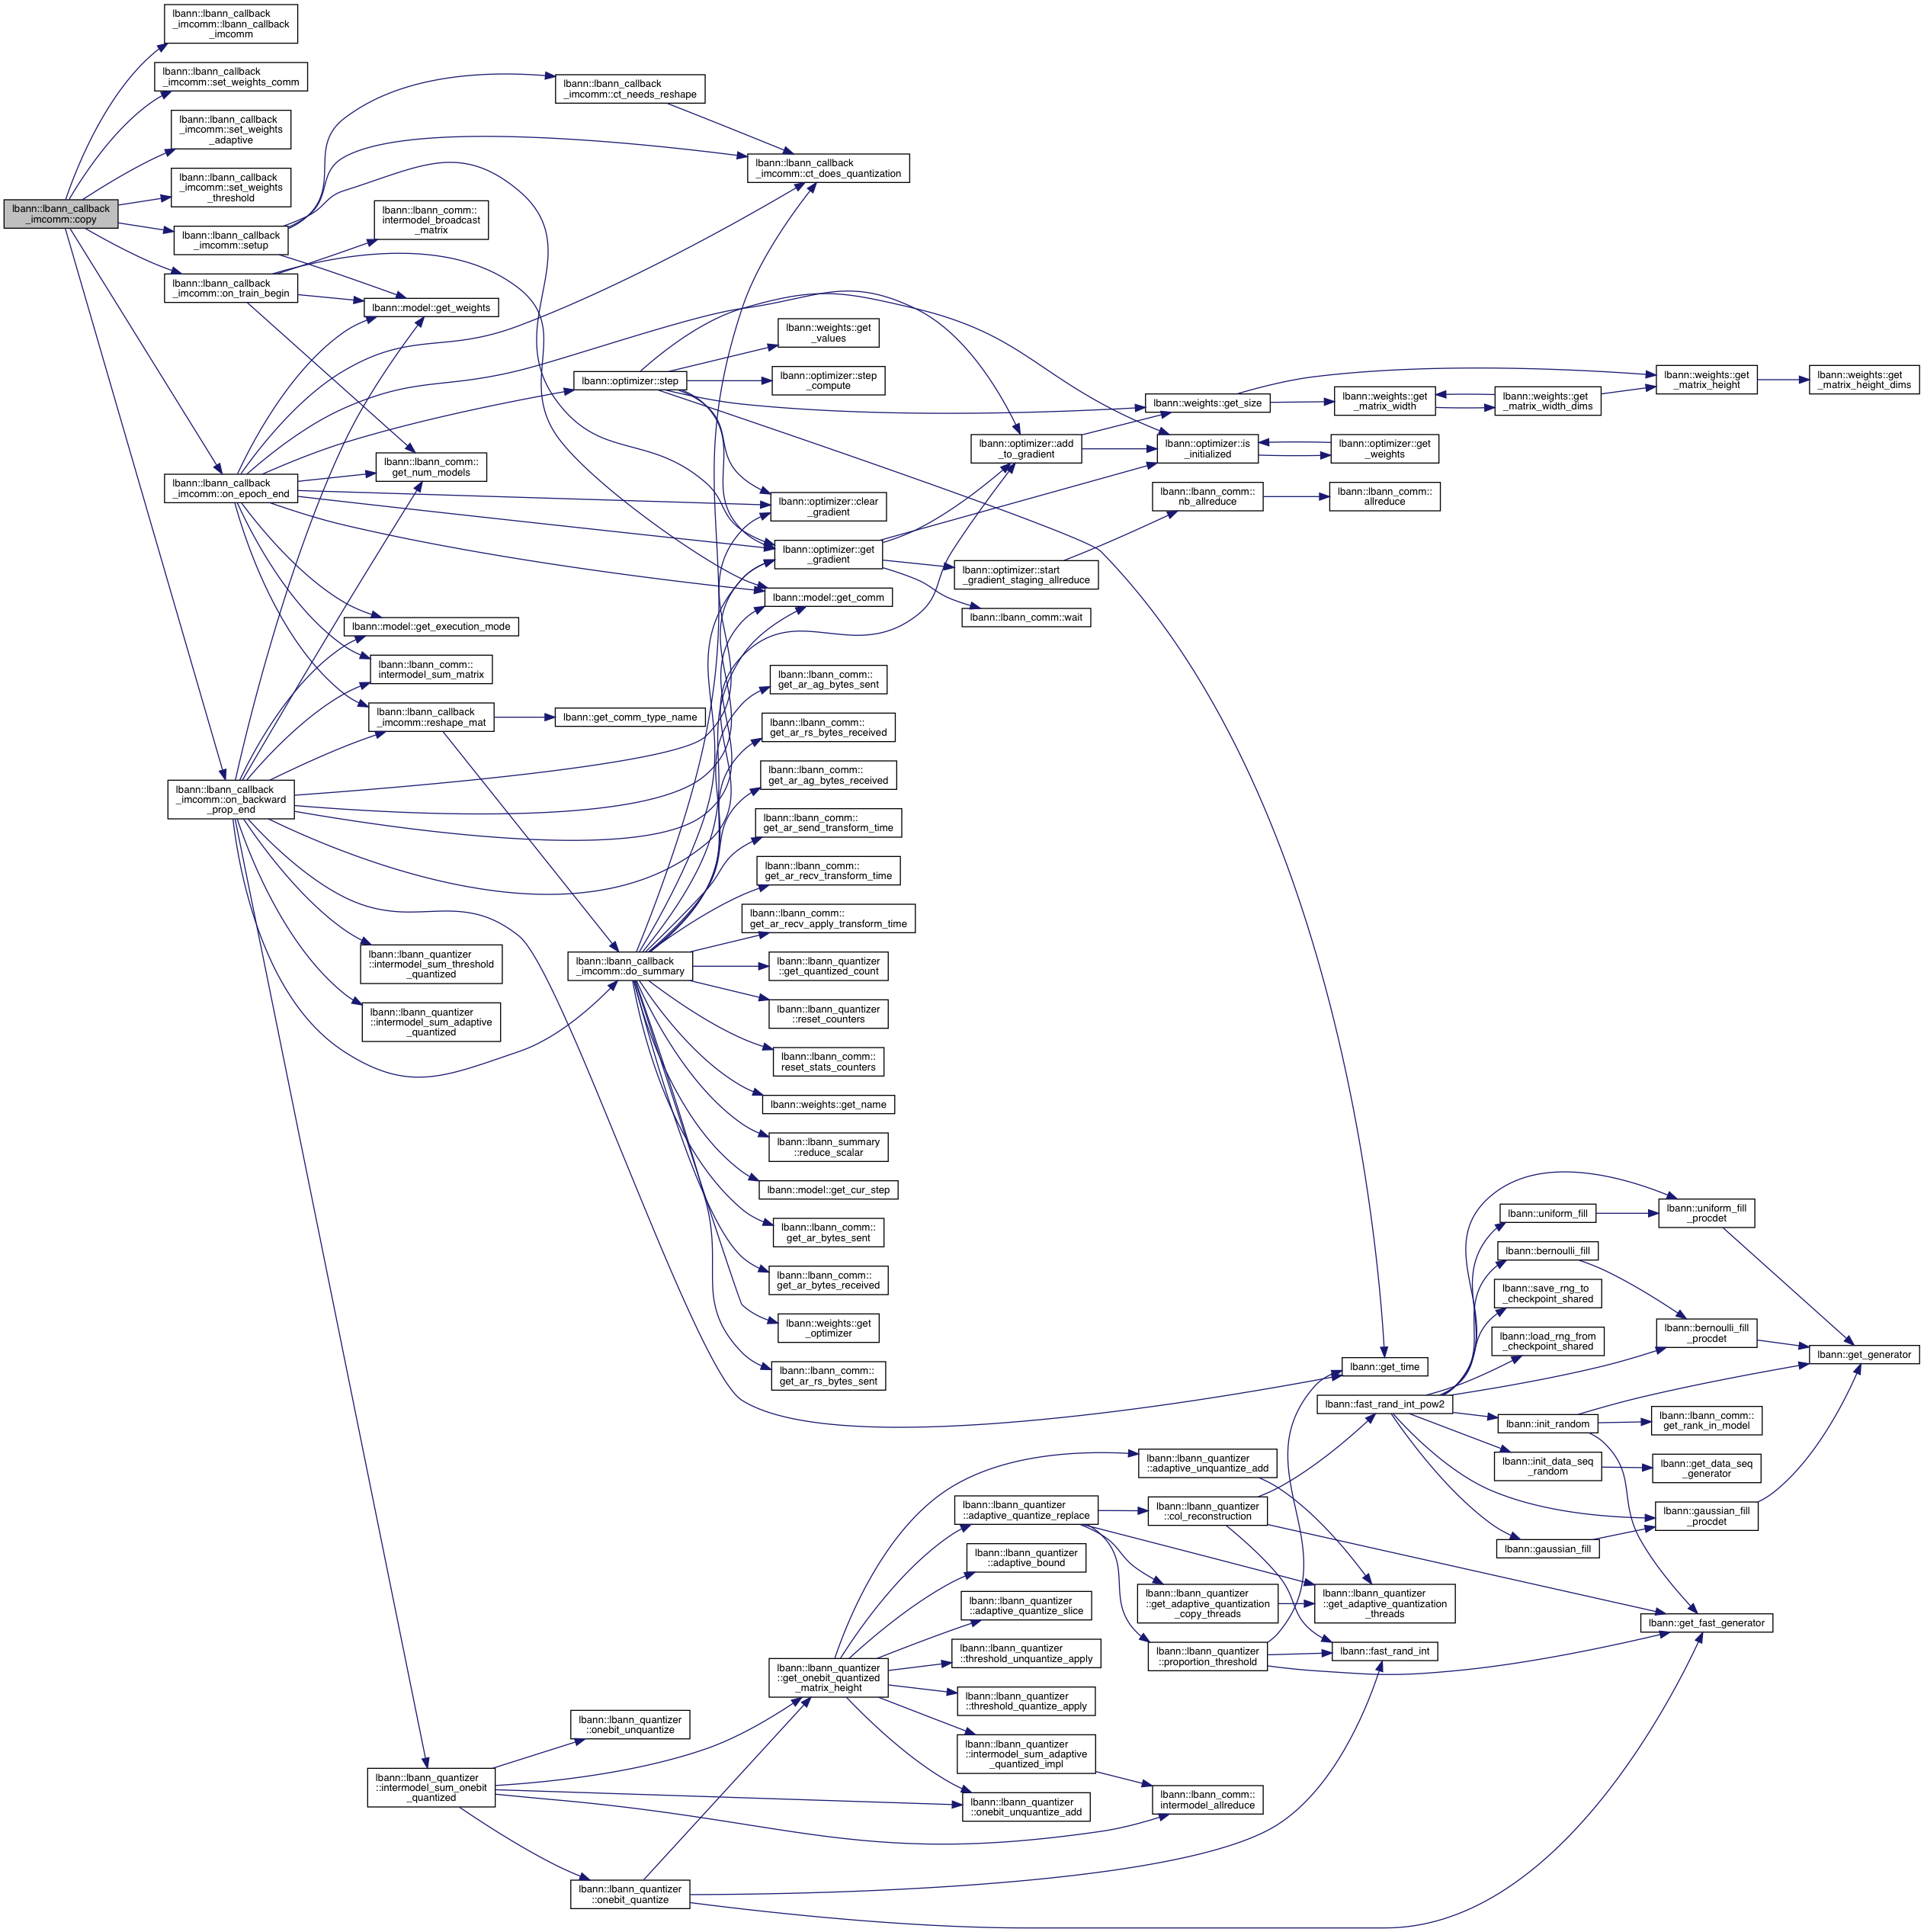 lbann::lbann_callback
_imcomm::copy
lbann::lbann_callback
_imcomm::lbann_callback
_imcomm
lbann::lbann_callback
_imcomm::set_weights_comm
lbann::lbann_callback
_imcomm::set_weights
_adaptive
lbann::lbann_callback
_imcomm::set_weights
_threshold
lbann::lbann_callback
_imcomm::setup
lbann::lbann_callback
_imcomm::on_train_begin
lbann::lbann_callback
_imcomm::on_epoch_end
lbann::lbann_callback
_imcomm::on_backward
_prop_end
lbann::lbann_comm::
intermodel_broadcast
_matrix
lbann::model::get_weights
lbann::lbann_comm::
get_num_models
lbann::model::get_execution_mode
lbann::lbann_comm::
intermodel_sum_matrix
lbann::lbann_callback
_imcomm::reshape_mat
lbann::lbann_quantizer
::intermodel_sum_threshold
_quantized
lbann::lbann_quantizer
::intermodel_sum_adaptive
_quantized
lbann::lbann_quantizer
::intermodel_sum_onebit
_quantized
lbann::lbann_callback
_imcomm::ct_needs_reshape
lbann::optimizer::step
lbann::get_comm_type_name
lbann::lbann_callback
_imcomm::do_summary
lbann::lbann_quantizer
::onebit_unquantize
lbann::lbann_quantizer
::onebit_quantize
lbann::lbann_callback
_imcomm::ct_does_quantization
lbann::weights::get
_values
lbann::optimizer::step
_compute
lbann::optimizer::clear
_gradient
lbann::optimizer::get
_gradient
lbann::model::get_comm
lbann::lbann_comm::
get_ar_ag_bytes_sent
lbann::lbann_comm::
get_ar_rs_bytes_received
lbann::lbann_comm::
get_ar_ag_bytes_received
lbann::lbann_comm::
get_ar_send_transform_time
lbann::lbann_comm::
get_ar_recv_transform_time
lbann::lbann_comm::
get_ar_recv_apply_transform_time
lbann::lbann_quantizer
::get_quantized_count
lbann::lbann_quantizer
::reset_counters
lbann::lbann_comm::
reset_stats_counters
lbann::weights::get_name
lbann::lbann_summary
::reduce_scalar
lbann::model::get_cur_step
lbann::lbann_comm::
get_ar_bytes_sent
lbann::lbann_comm::
get_ar_bytes_received
lbann::weights::get
_optimizer
lbann::lbann_comm::
get_ar_rs_bytes_sent
lbann::lbann_quantizer
::get_onebit_quantized
_matrix_height
lbann::optimizer::add
_to_gradient
lbann::optimizer::start
_gradient_staging_allreduce
lbann::lbann_comm::wait
lbann::lbann_quantizer
::adaptive_quantize_replace
lbann::lbann_quantizer
::adaptive_bound
lbann::lbann_quantizer
::adaptive_quantize_slice
lbann::lbann_quantizer
::threshold_unquantize_apply
lbann::lbann_quantizer
::threshold_quantize_apply
lbann::lbann_quantizer
::intermodel_sum_adaptive
_quantized_impl
lbann::lbann_quantizer
::onebit_unquantize_add
lbann::weights::get_size
lbann::optimizer::is
_initialized
lbann::lbann_comm::
nb_allreduce
lbann::lbann_quantizer
::adaptive_unquantize_add
lbann::lbann_quantizer
::col_reconstruction
lbann::lbann_quantizer
::get_adaptive_quantization
_copy_threads
lbann::lbann_quantizer
::proportion_threshold
lbann::lbann_comm::
intermodel_allreduce
lbann::weights::get
_matrix_width
lbann::optimizer::get
_weights
lbann::lbann_comm::
allreduce
lbann::get_time
lbann::fast_rand_int_pow2
lbann::lbann_quantizer
::get_adaptive_quantization
_threads
lbann::fast_rand_int
lbann::weights::get
_matrix_width_dims
lbann::uniform_fill
lbann::bernoulli_fill
lbann::save_rng_to
_checkpoint_shared
lbann::load_rng_from
_checkpoint_shared
lbann::init_random
lbann::init_data_seq
_random
lbann::gaussian_fill
lbann::weights::get
_matrix_height
lbann::uniform_fill
_procdet
lbann::bernoulli_fill
_procdet
lbann::lbann_comm::
get_rank_in_model
lbann::get_data_seq
_generator
lbann::gaussian_fill
_procdet
lbann::get_fast_generator
lbann::weights::get
_matrix_height_dims
lbann::get_generator